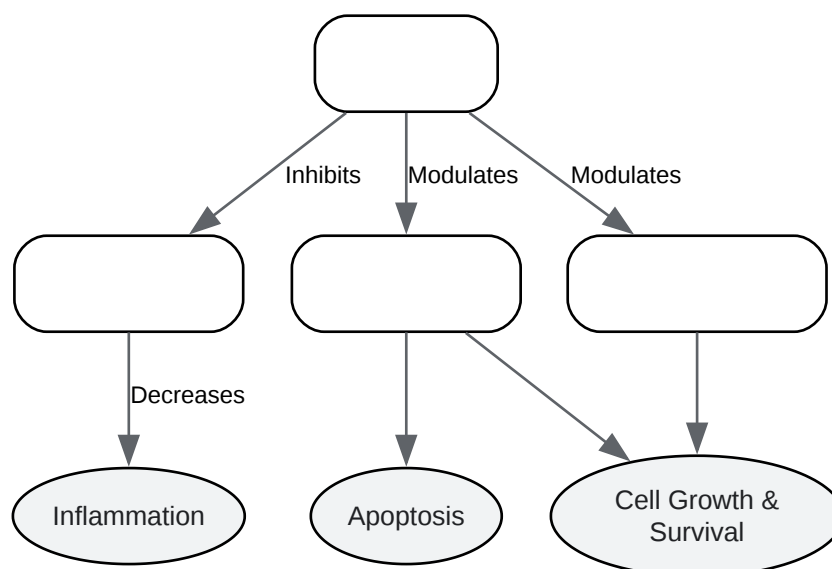 Inhibits
Modulates
Modulates
Decreases
Inflammation
Apoptosis
Cell Growth &
Survival